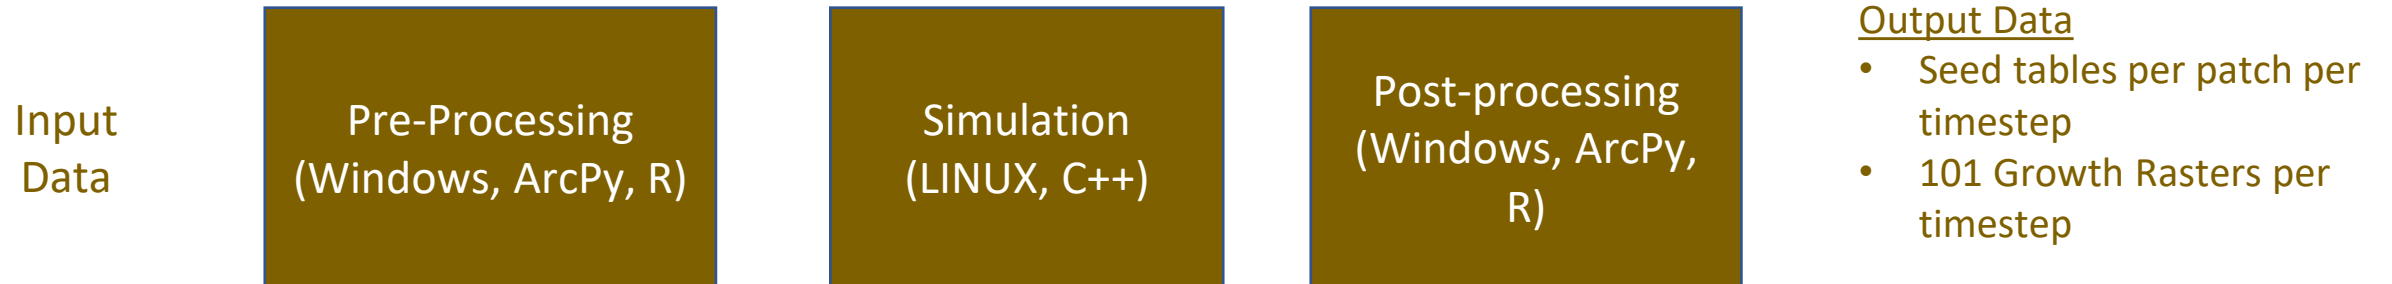 Input
Data
Pre-Processing
(Windows, ArcPy, R)
Simulation
(LINUX, C++)
Post-processing
(Windows, ArcPy,
R)
Output Data
• Seed tables per patch per
timestep
• 101 Growth Rasters per
timestep